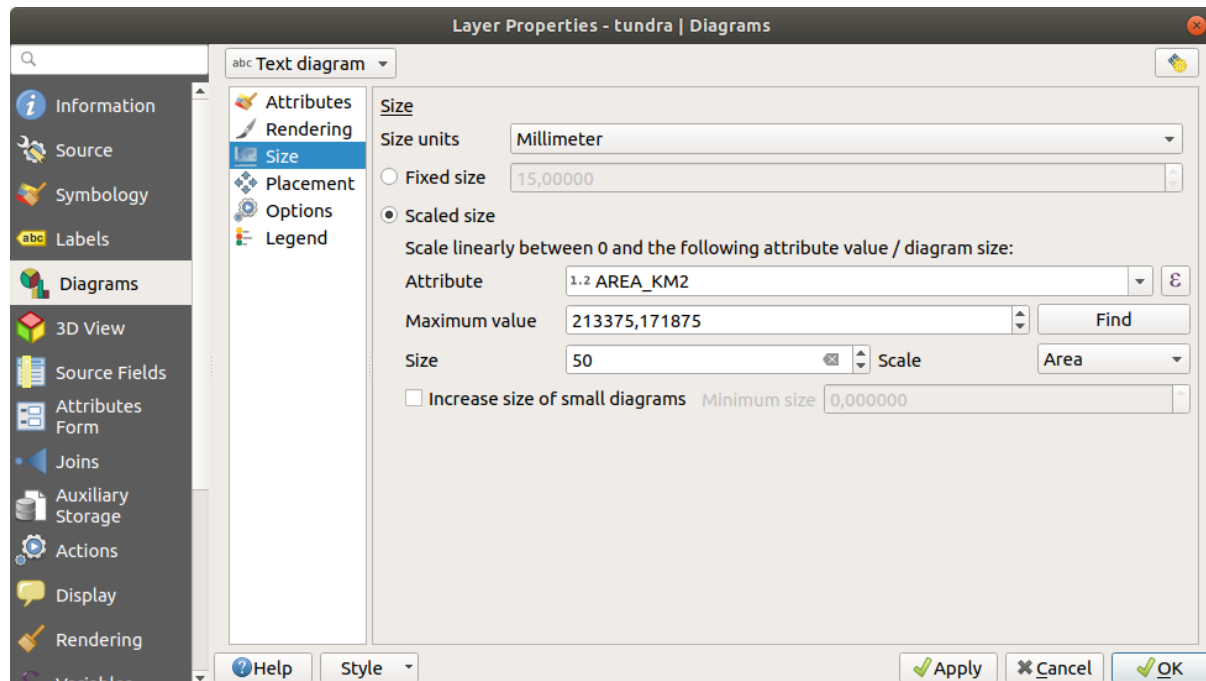 Layer Properties - tundra | Diagrams
abc Text diagram
Information
Source
Symbology
abc Labels
Diagrams
3D View
Source Fields
Attributes
Form
Joins
Auxiliary
Storage
Actions
Display
Rendering
Attributes
Rendering
Size
Placement
Options
Legend
Size
Size units Millimeter
Fixed size 15,00000
Scaled size
Scale linearly between 0 and the following attribute value / diagram size:
Attribute 1.2 AREA_KM2 ε
Maximum value 213375,171875 Find
Size 50 Scale Area
Increase size of small diagrams Minimum size 0,000000
Help Style Apply Cancel OK